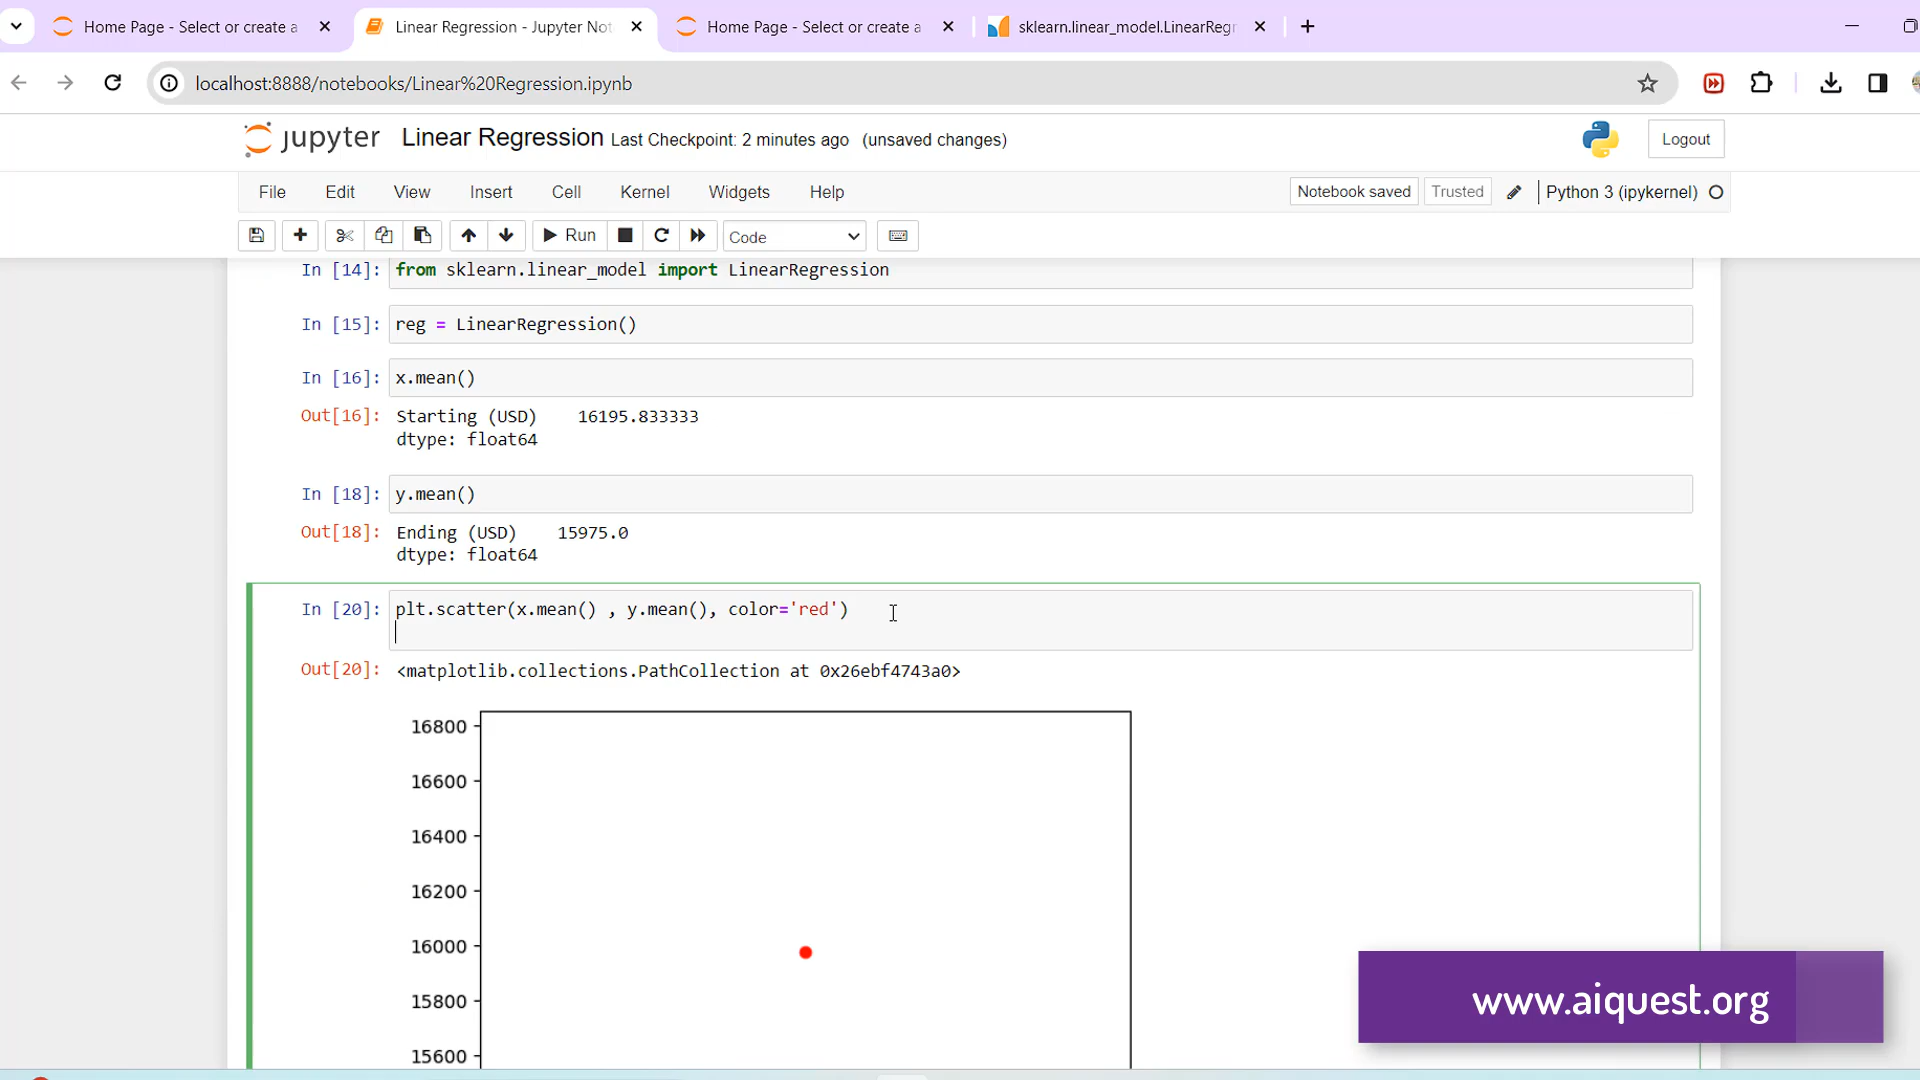 Home Page - Select or create a
Linear Regression - Jupyter Not
Home Page - Select or create a
sklearn.linear_model.LinearRegr
localhost:8888/notebooks/Linear%20Regression.ipynb
jupyter Linear Regression Last Checkpoint: 2 minutes ago (unsaved changes)
Logout
File Edit View Insert Cell Kernel Widgets Help
Notebook saved Trusted Python 3 (ipykernel)
Run Code
In [14]: from sklearn.linear_model import LinearRegression
In [15]: reg = LinearRegression()
In [16]: x.mean()
Out[16]: Starting (USD) 16195.833333
dtype: float64
In [18]: y.mean()
Out[18]: Ending (USD) 15975.0
dtype: float64
In [20]: plt.scatter(x.mean() , y.mean(), color='red')
Out[20]: <matplotlib.collections.PathCollection at 0x26ebf4743a0>
16800
16600
16400
16200
16000
15800
15600
www.aiquest.org